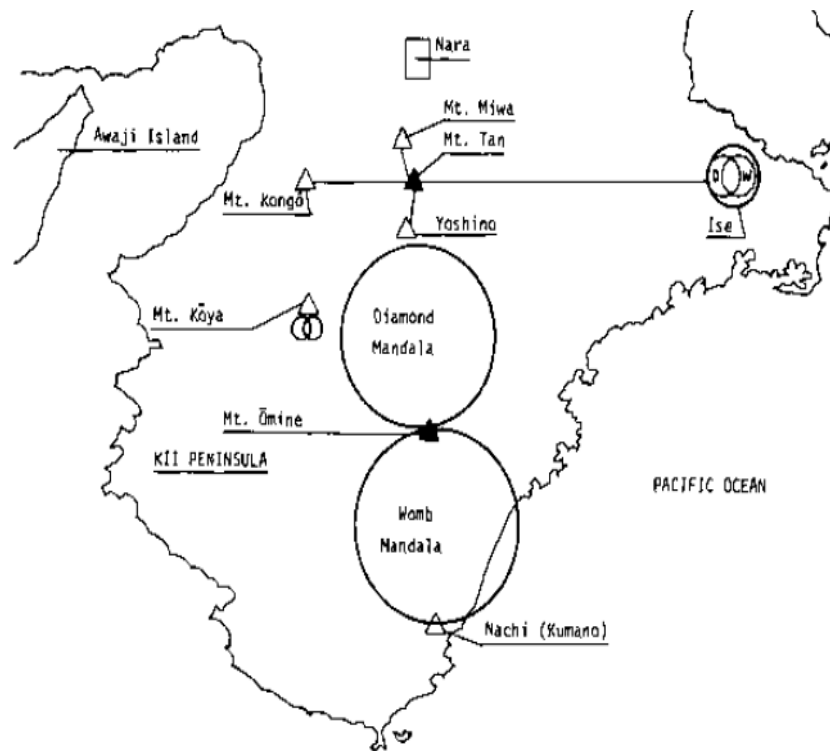 Nara
Mt. Miwa
Awaji Island
Mt. Tan
D W
Mt. Kongō
Yoshino
Ise
Mt. Kōya
Diamond
Mandala
Mt. Ōmine
KII PENINSULA
PACIFIC OCEAN
Womb
Mandala
Nachi (Kumano)